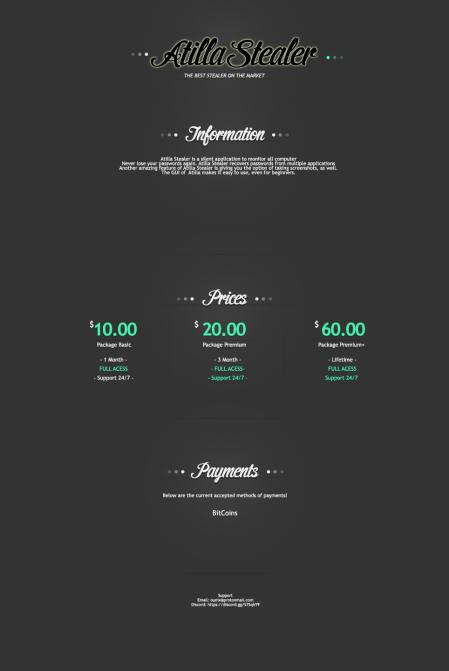 Atilla Stealer
THE BEST STEALER ON THE MARKET
Information
Atilla Stealer is a silent application to monitor all computer
Never lose your passwords again. Atilla Stealer recovers passwords from multiple applications
Another amazing feature of Atilla Stealer is giving you the option of taking screenshots, as well.
The GUI of Atilla makes it easy to use, even for beginners.
Prices
$10.00 $20.00 $60.00
Package Basic Package Premium Package Premium+
- 1 Month - - 3 Month - - Lifetime -
FULL ACESS - FULL ACESS- FULL ACESS
- Support 24/7 - - Support 24/7 - Support 24/7
Payments
Below are the current accepted methods of payments!
BitCoins
Support
Email:
Discord: https://discord.gg/